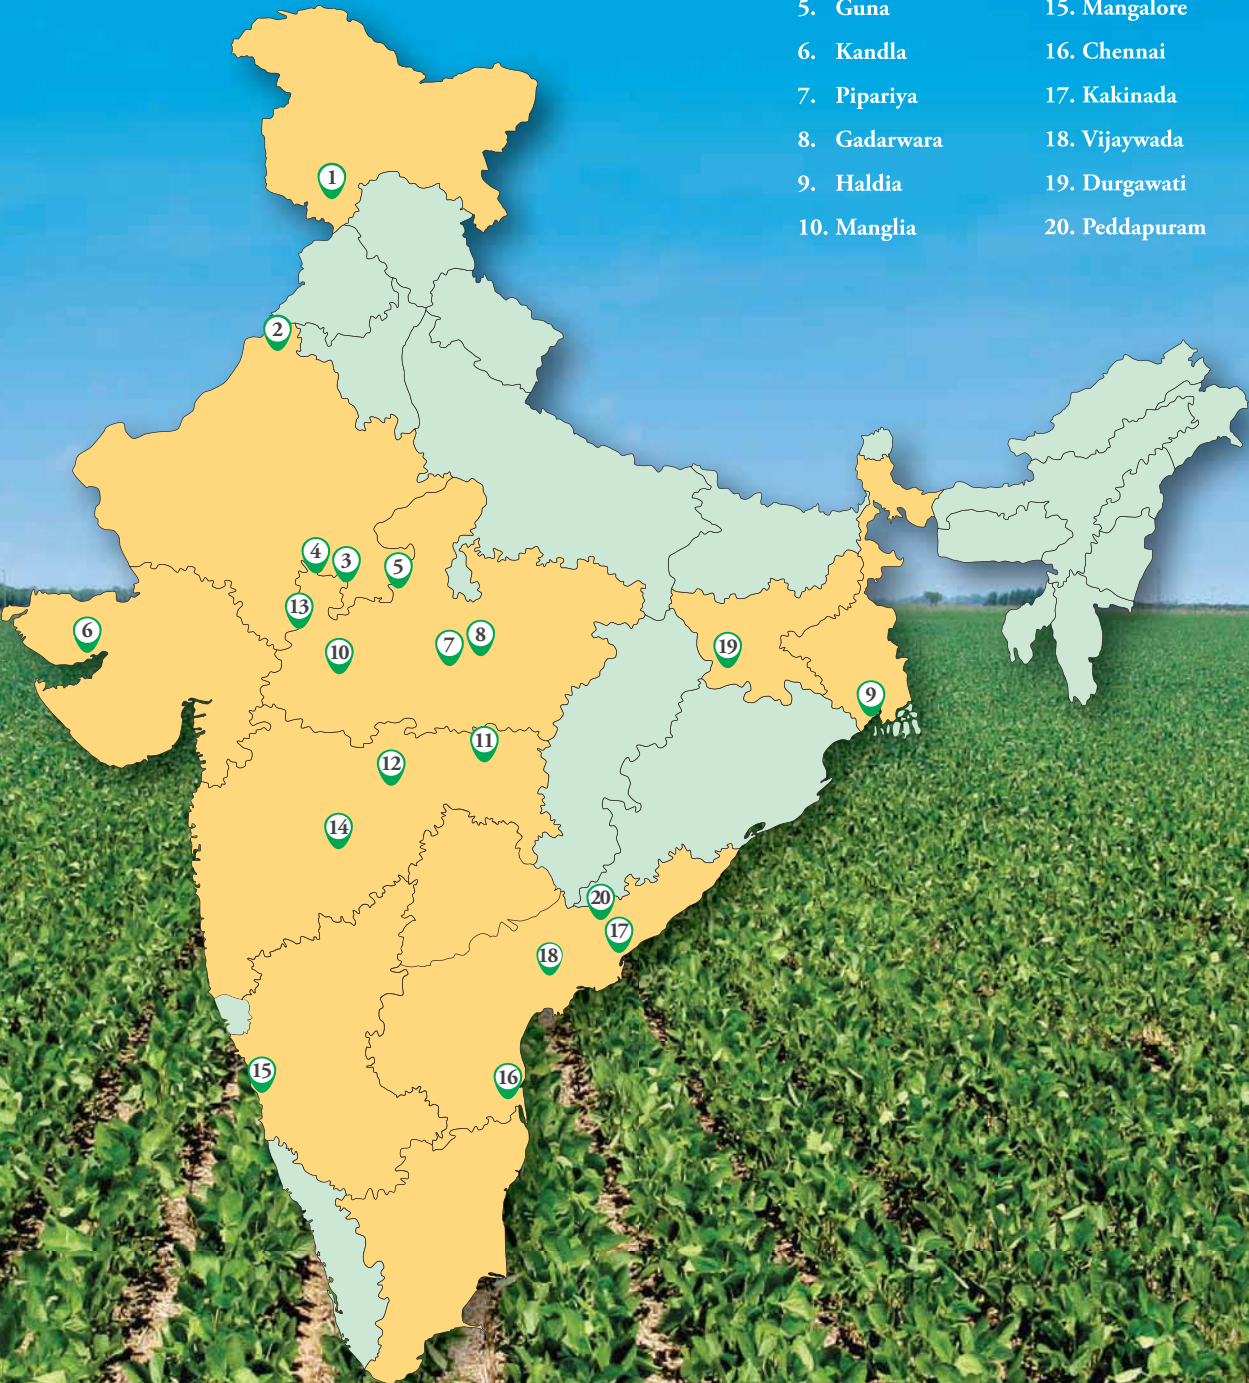 5. Guna
6. Kandla
7. Pipariya
8. Gadarwara
9. Haldia
10. Manglia
15. Mangalore
16. Chennai
17. Kakinada
18. Vijaywada
19. Durgawati
20. Peddapuram
1
2
4
3
5
13
6
10
7
8
19
9
11
12
14
20
17
18
15
16